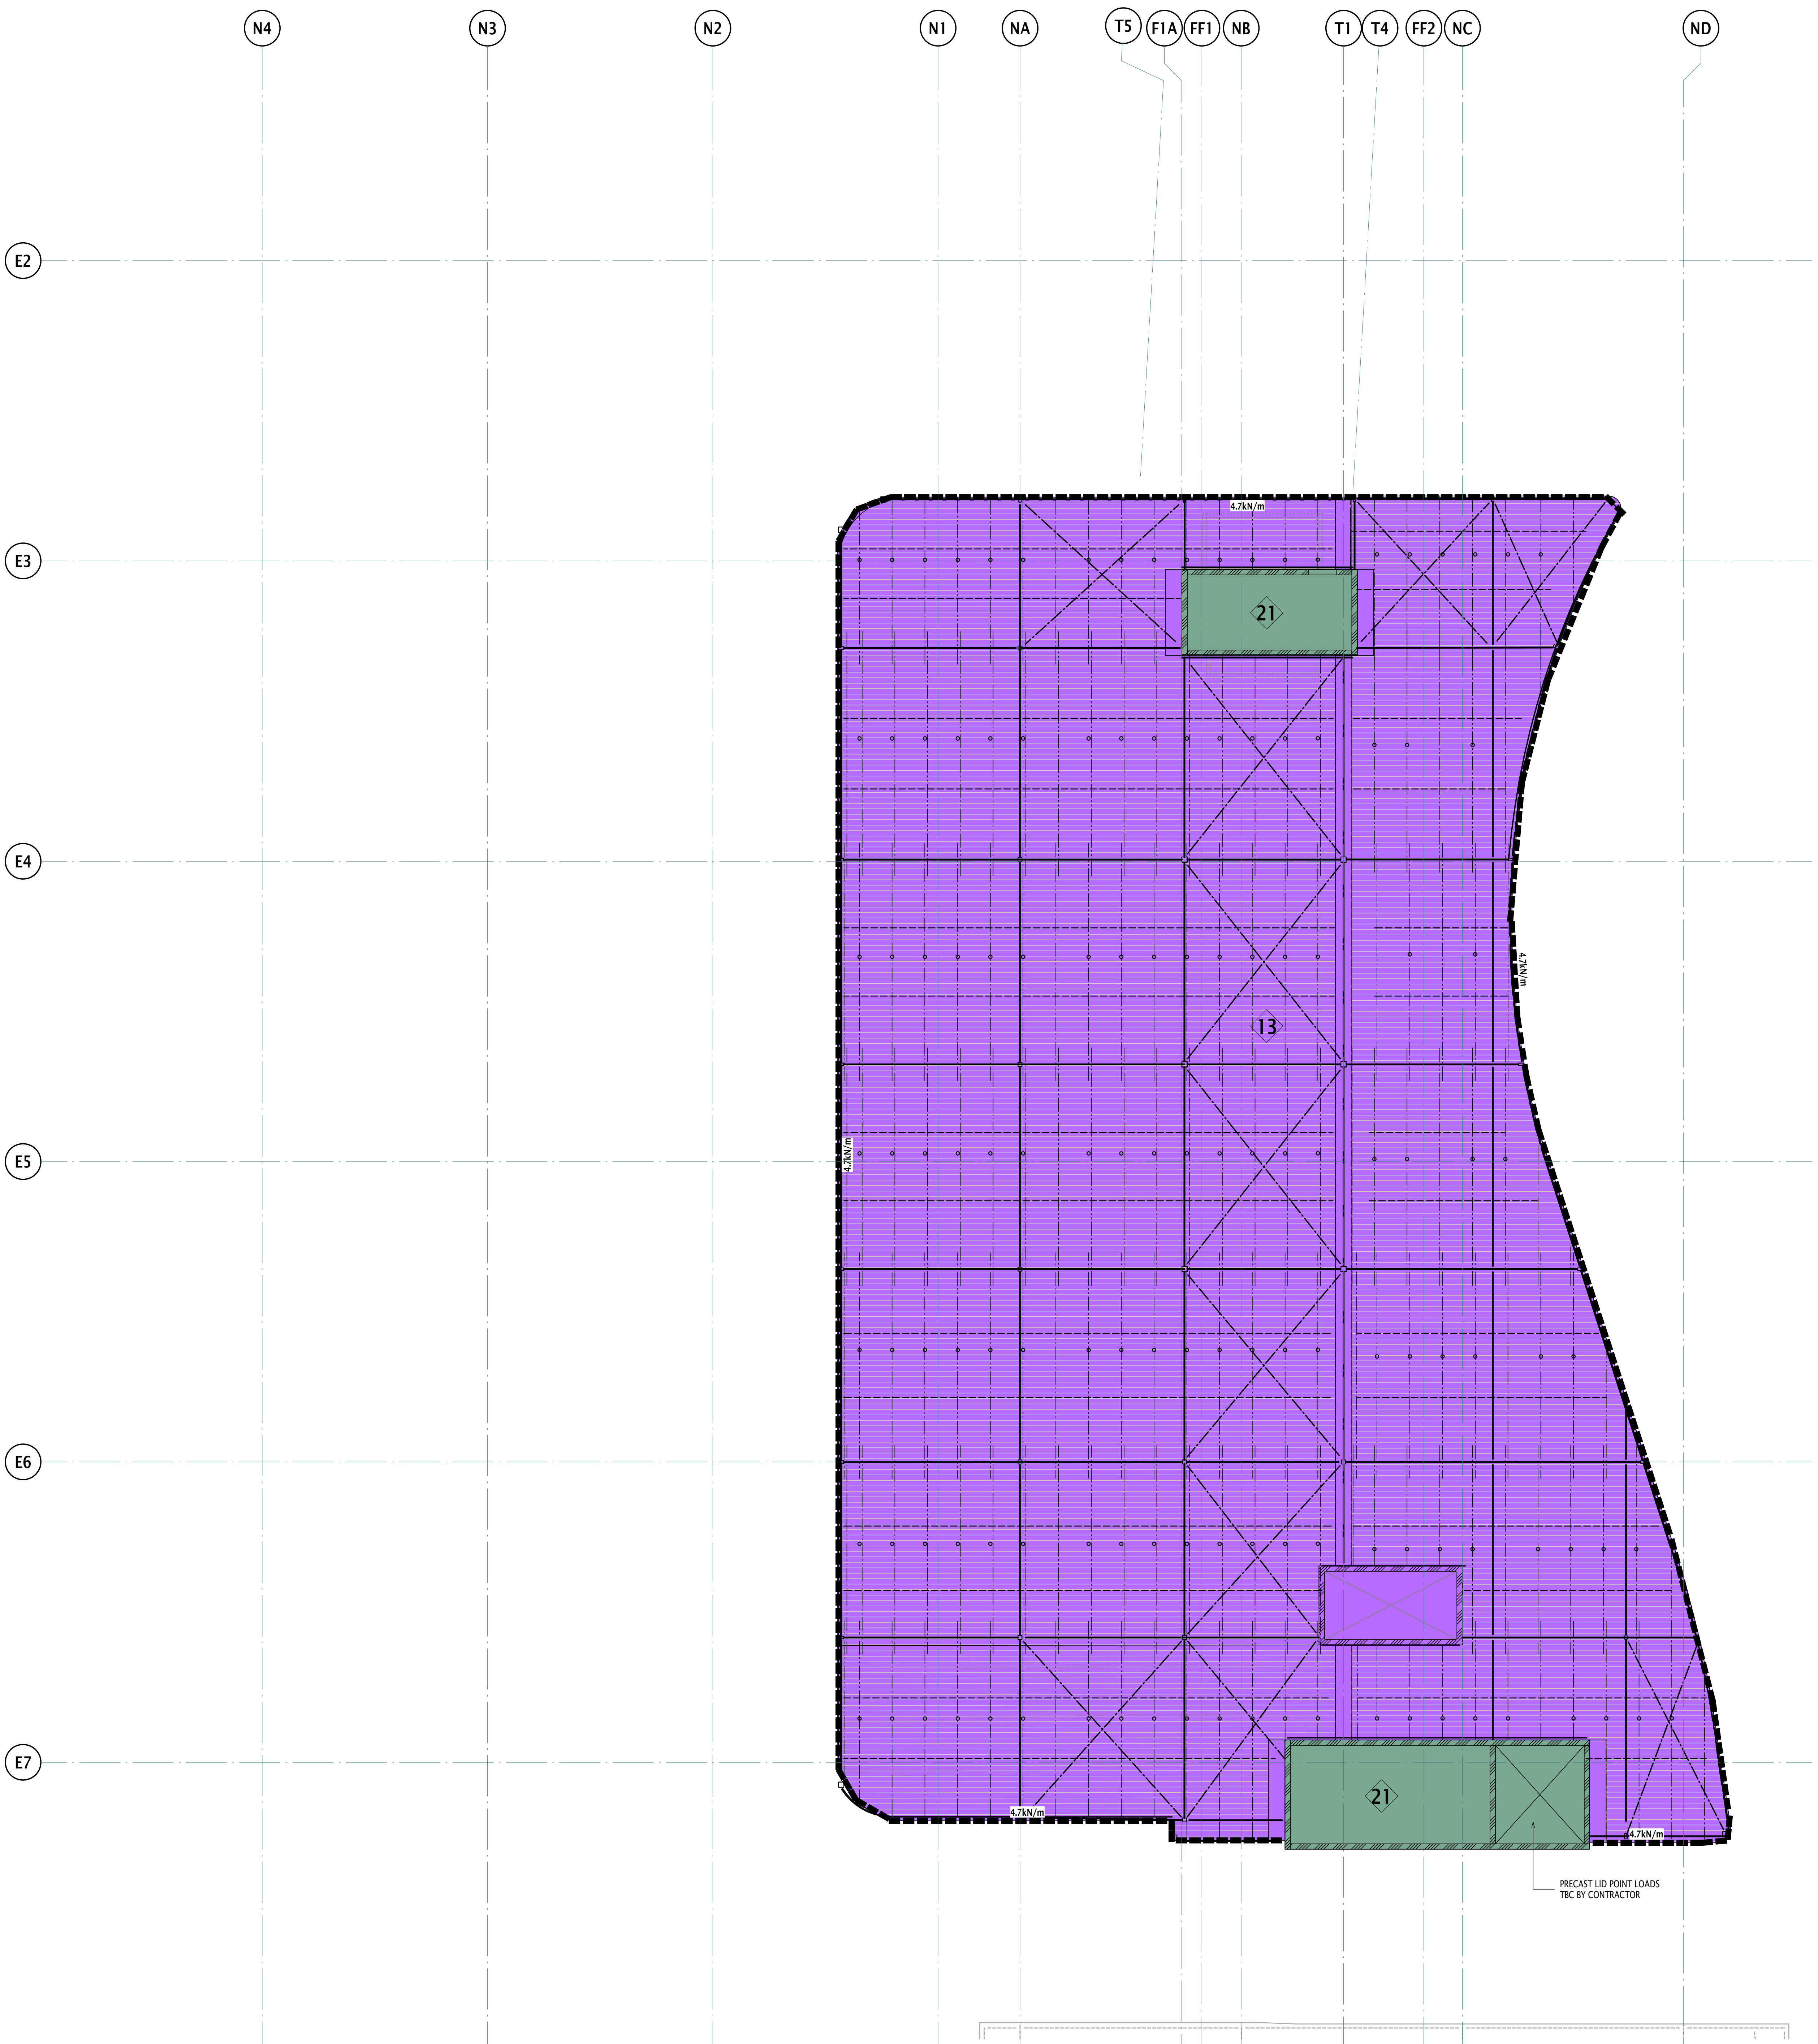 N4 N3 N2 N1 NA T5 F1A FF1 NB T1 T4 FF2 NC ND
E2
4.7kN/m
E3
21
E4
4.7kN/m
13
4.7kN/m
E5
E6
E7
21
4.7kN/m
4.7kN/m
PRECAST LID POINT LOADS
TBC BY CONTRACTOR